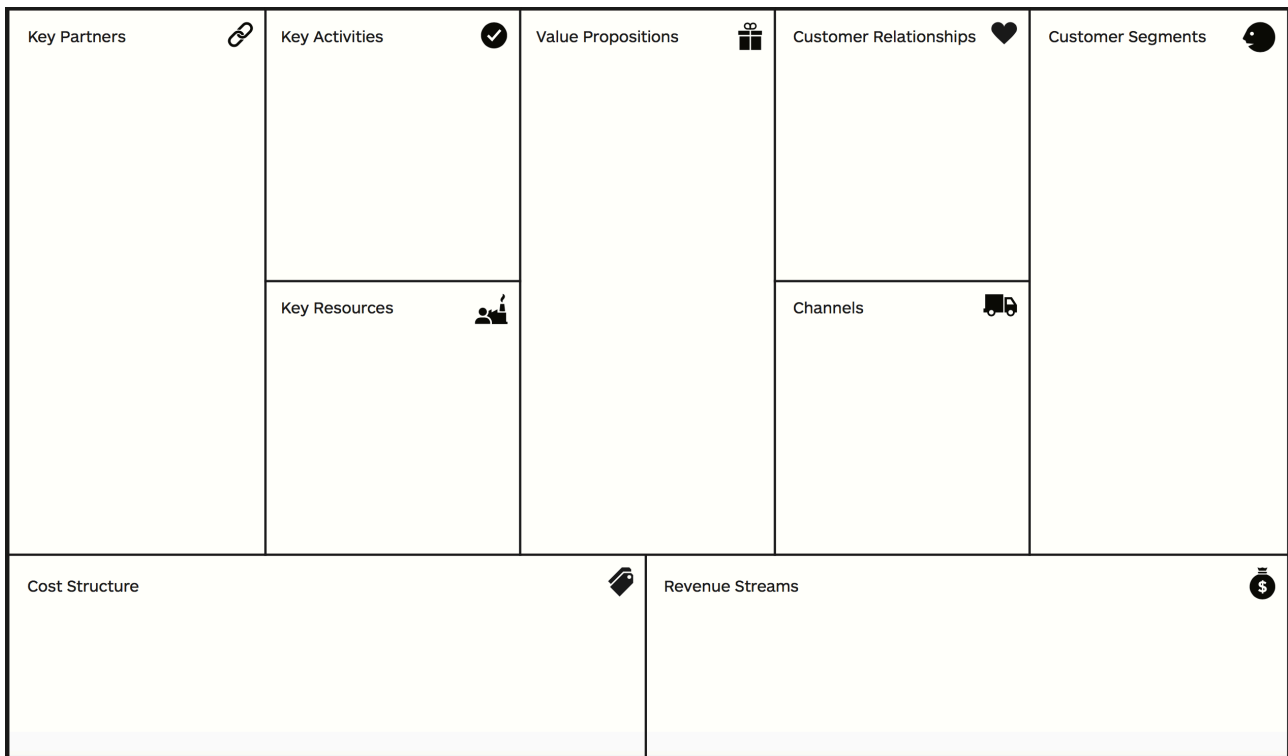 Key Partners
Key Activities
Value Propositions
Customer Relationships
Customer Segments
Key Resources
Channels
Cost Structure
Revenue Streams
$